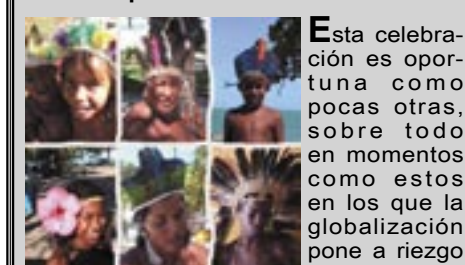 Esta celebra-
ción es opor-
tuna como
pocas otras,
sobre todo
en momentos
como estos
en los que la
globalización
pone a riezgo